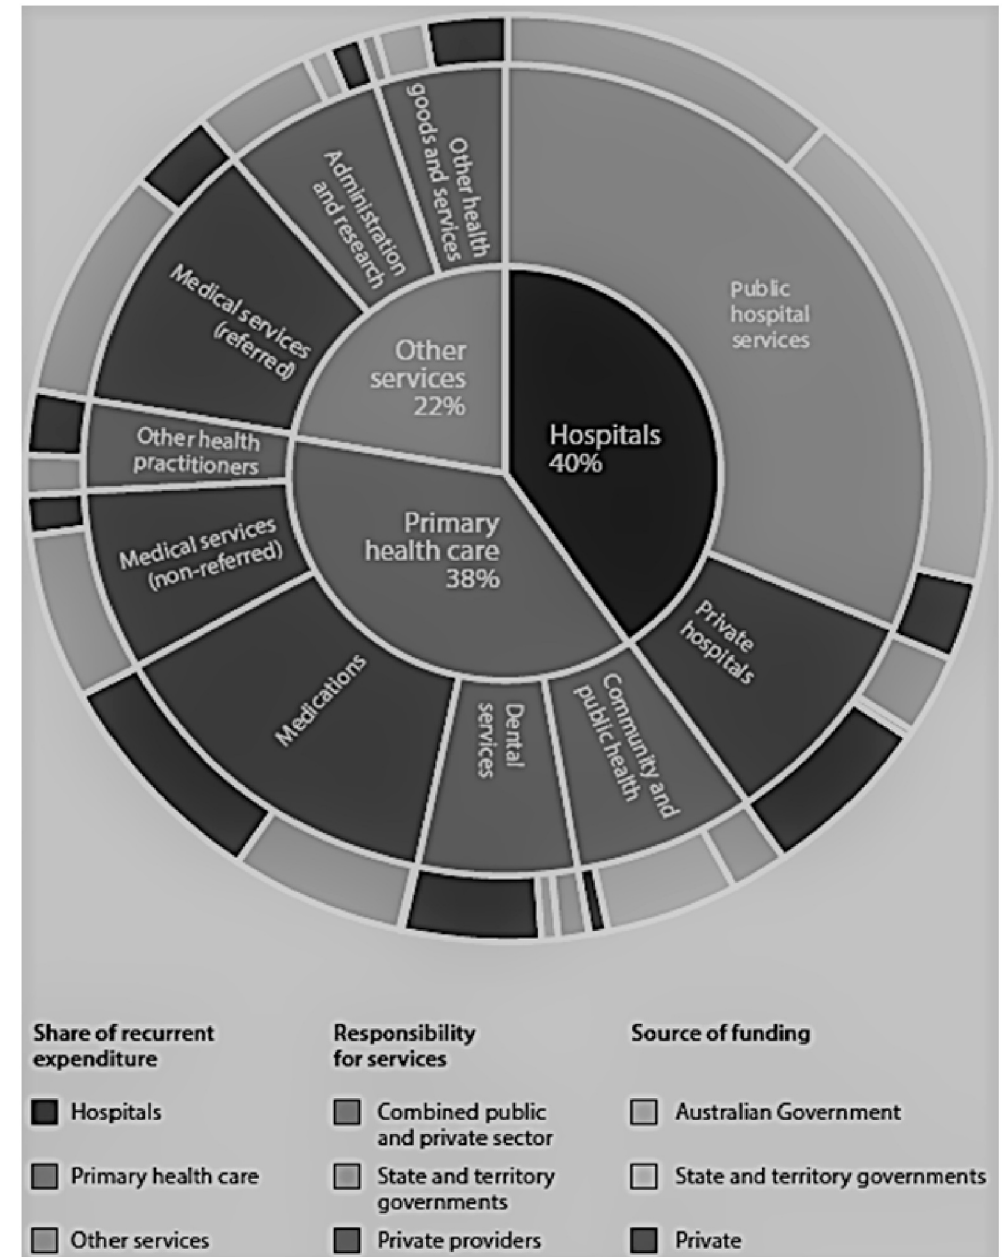 Other health
goods and services
Administration
and research
Medical services
(referred)
Other health
practitioners
Medical services
(non-referred)
Medications
Dental
services
Community and
public health
Private
hospitals
Public
hospital
services
Other
services
22%
Hospitals
40%
Primary
health care
38%
Share of recurrent
expenditure
Hospitals
Primary health care
Other services
Responsibility
for services
Combined public
and private sector
State and territory
governments
Private providers
Source of funding
Australian Government
State and territory governments
Private